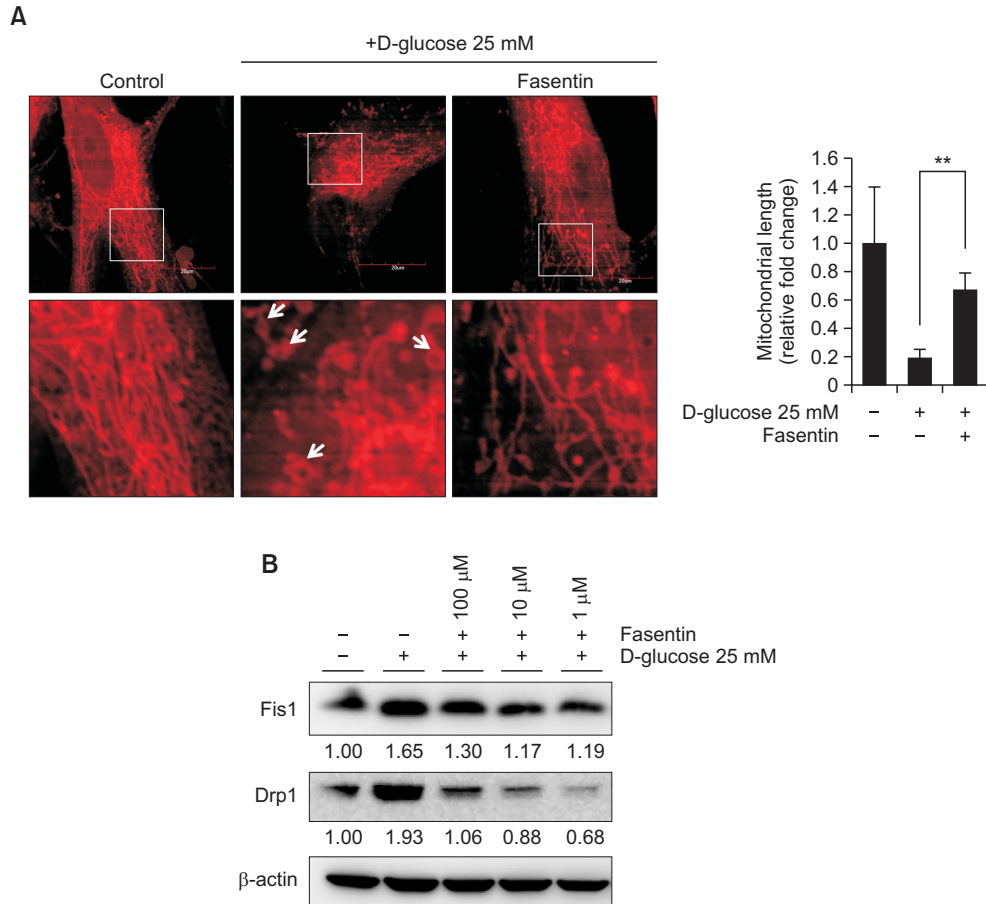 A
+D-glucose 25 mM
Control
Fasentin
20um
20um
20um
Mitochondrial length
(relative fold change)
1.6
1.4
1.2
1.0
0.8
0.6
0.4
0.2
0
**
D-glucose 25 mM – + +
Fasentin – – +
B
100 μM
10 μM
1 μM
– – + + + Fasentin
– + + + + D-glucose 25 mM
Fis1
1.00 1.65 1.30 1.17 1.19
Drp1
1.00 1.93 1.06 0.88 0.68
β-actin